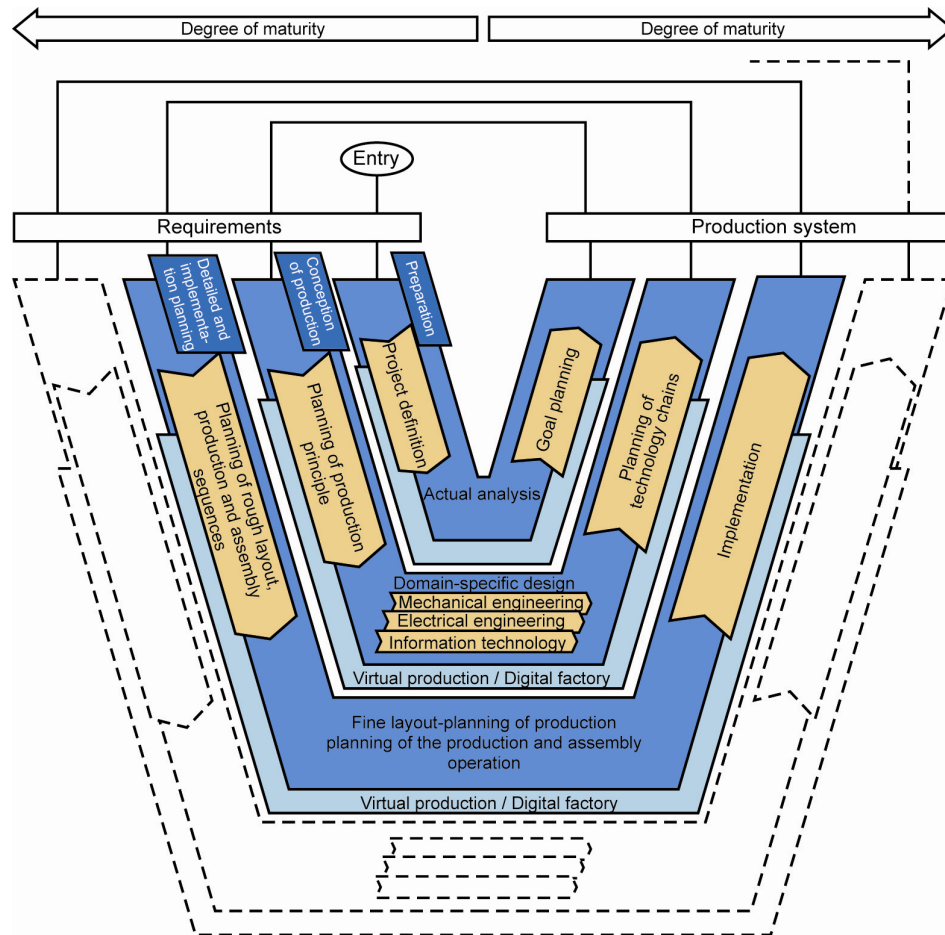 Degree of maturity
Degree of maturity
Entry
Requirements
Production system
Detailed and
implementa-
tion planning
Conception
of production
Preparation
Planning of rough layout,
production and assembly
sequences
Planning of production
principle
Project definition
Goal planning
Planning of
technology chains
Implementation
Actual analysis
Domain-specific design
Mechanical engineering
Electrical engineering
Information technology
Virtual production / Digital factory
Fine layout-planning of production
planning of the production and assembly
operation
Virtual production / Digital factory